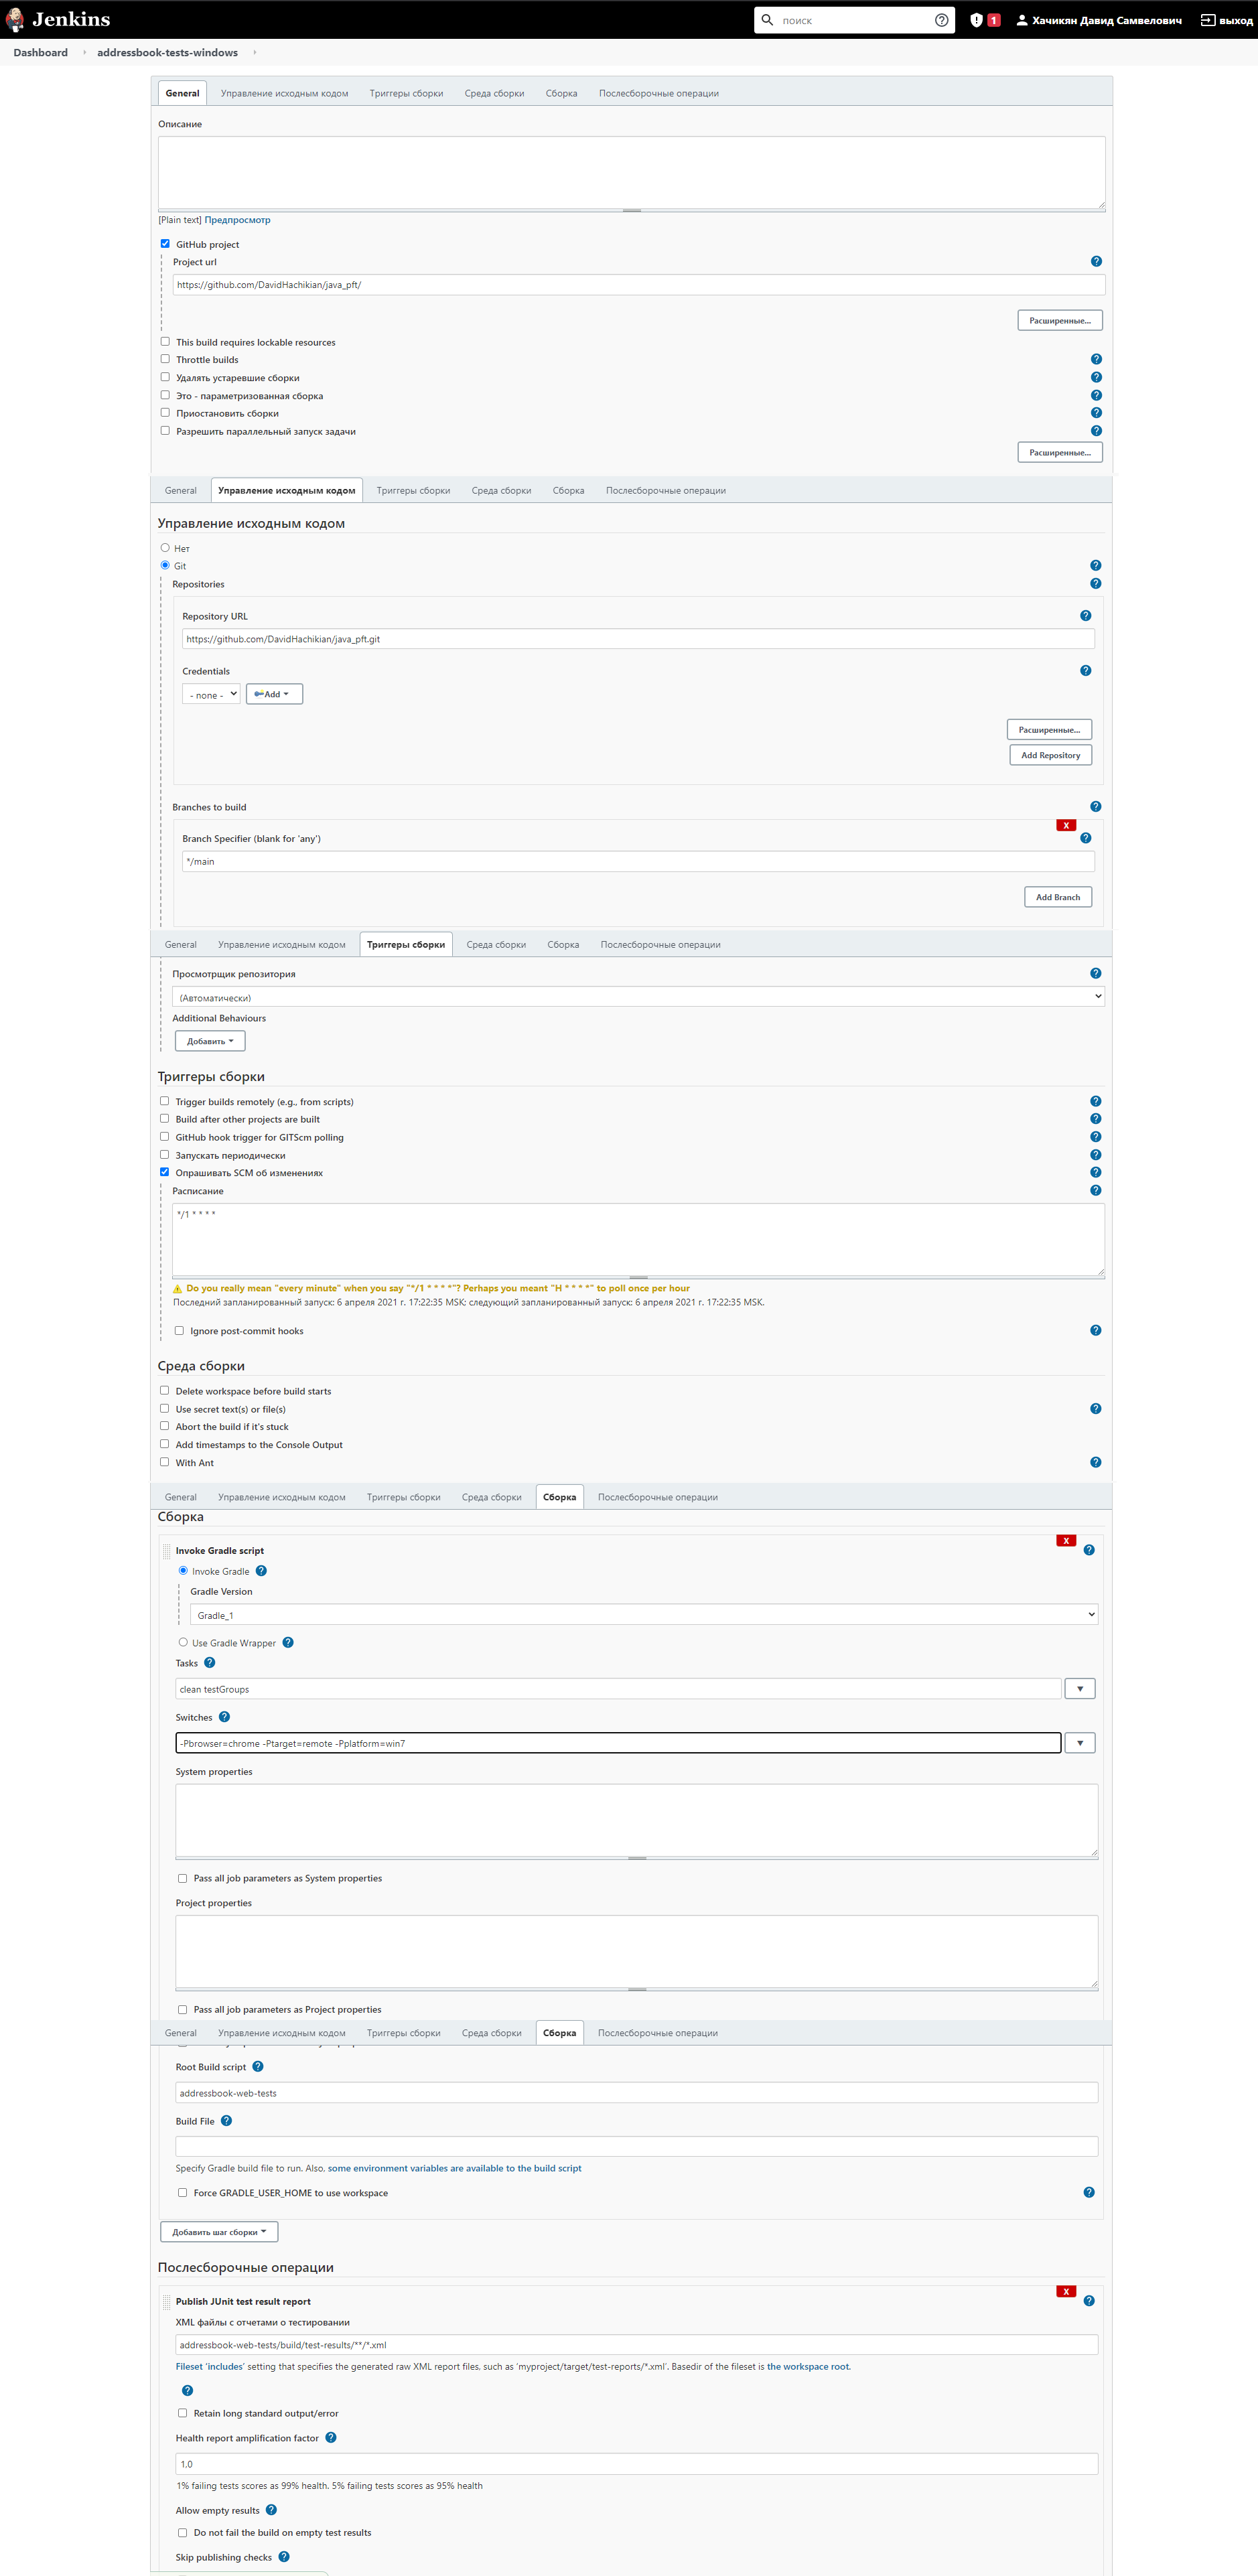 Jenkins
поиск
1
Хачикян Давид Самвелович
выход
Dashboard
addressbook-tests-windows
General Управление исходным кодом Триггеры сборки Среда сборки Сборка Послесборочные операции
Описание
[Plain text] Предпросмотр
GitHub project
Project url
https://github.com/DavidHachikian/java_pft/
Расширенные...
This build requires lockable resources
Throttle builds
Удалять устаревшие сборки
Это - параметризованная сборка
Приостановить сборки
Разрешить параллельный запуск задачи
Расширенные...
General Управление исходным кодом Триггеры сборки Среда сборки Сборка Послесборочные операции
Управление исходным кодом
Нет
Git
Repositories
Repository URL
https://github.com/DavidHachikian/java_pft.git
Credentials
- none - Add
Расширенные...
Add Repository
Branches to build
X
Branch Specifier (blank for 'any')
*/main
Add Branch
General Управление исходным кодом Триггеры сборки Среда сборки Сборка Послесборочные операции
Просмотрщик репозитория
(Автоматически)
Additional Behaviours
Добавить
Триггеры сборки
Trigger builds remotely (e.g., from scripts)
Build after other projects are built
GitHub hook trigger for GITScm polling
Запускать периодически
Опрашивать SCM об изменениях
Расписание
*/1 * * * *
Do you really mean "every minute" when you say "*/1 * * * *"? Perhaps you meant "H * * * *" to poll once per hour
Последний запланированный запуск: 6 апреля 2021 г. 17:22:35 MSK; следующий запланированный запуск: 6 апреля 2021 г. 17:22:35 MSK.
Ignore post-commit hooks
Среда сборки
Delete workspace before build starts
Use secret text(s) or file(s)
Abort the build if it's stuck
Add timestamps to the Console Output
With Ant
General Управление исходным кодом Триггеры сборки Среда сборки Сборка Послесборочные операции
Сборка
X
Invoke Gradle script
Invoke Gradle
Gradle Version
Gradle_1
Use Gradle Wrapper
Tasks
clean testGroups
Switches
-Pbrowser=chrome -Ptarget=remote -Pplatform=win7
System properties
Pass all job parameters as System properties
Project properties
Pass all job parameters as Project properties
General Управление исходным кодом Триггеры сборки Среда сборки Сборка Послесборочные операции
Root Build script
addressbook-web-tests
Build File
Specify Gradle build file to run. Also, some environment variables are available to the build script
Force GRADLE_USER_HOME to use workspace
Добавить шаг сборки
Послесборочные операции
X
Publish JUnit test result report
XML файлы с отчетами о тестировании
addressbook-web-tests/build/test-results/**/*.xml
Fileset 'includes' setting that specifies the generated raw XML report files, such as 'myproject/target/test-reports/*.xml'. Basedir of the fileset is the workspace root.
Retain long standard output/error
Health report amplification factor
1,0
1% failing tests scores as 99% health. 5% failing tests scores as 95% health
Allow empty results
Do not fail the build on empty test results
Skip publishing checks